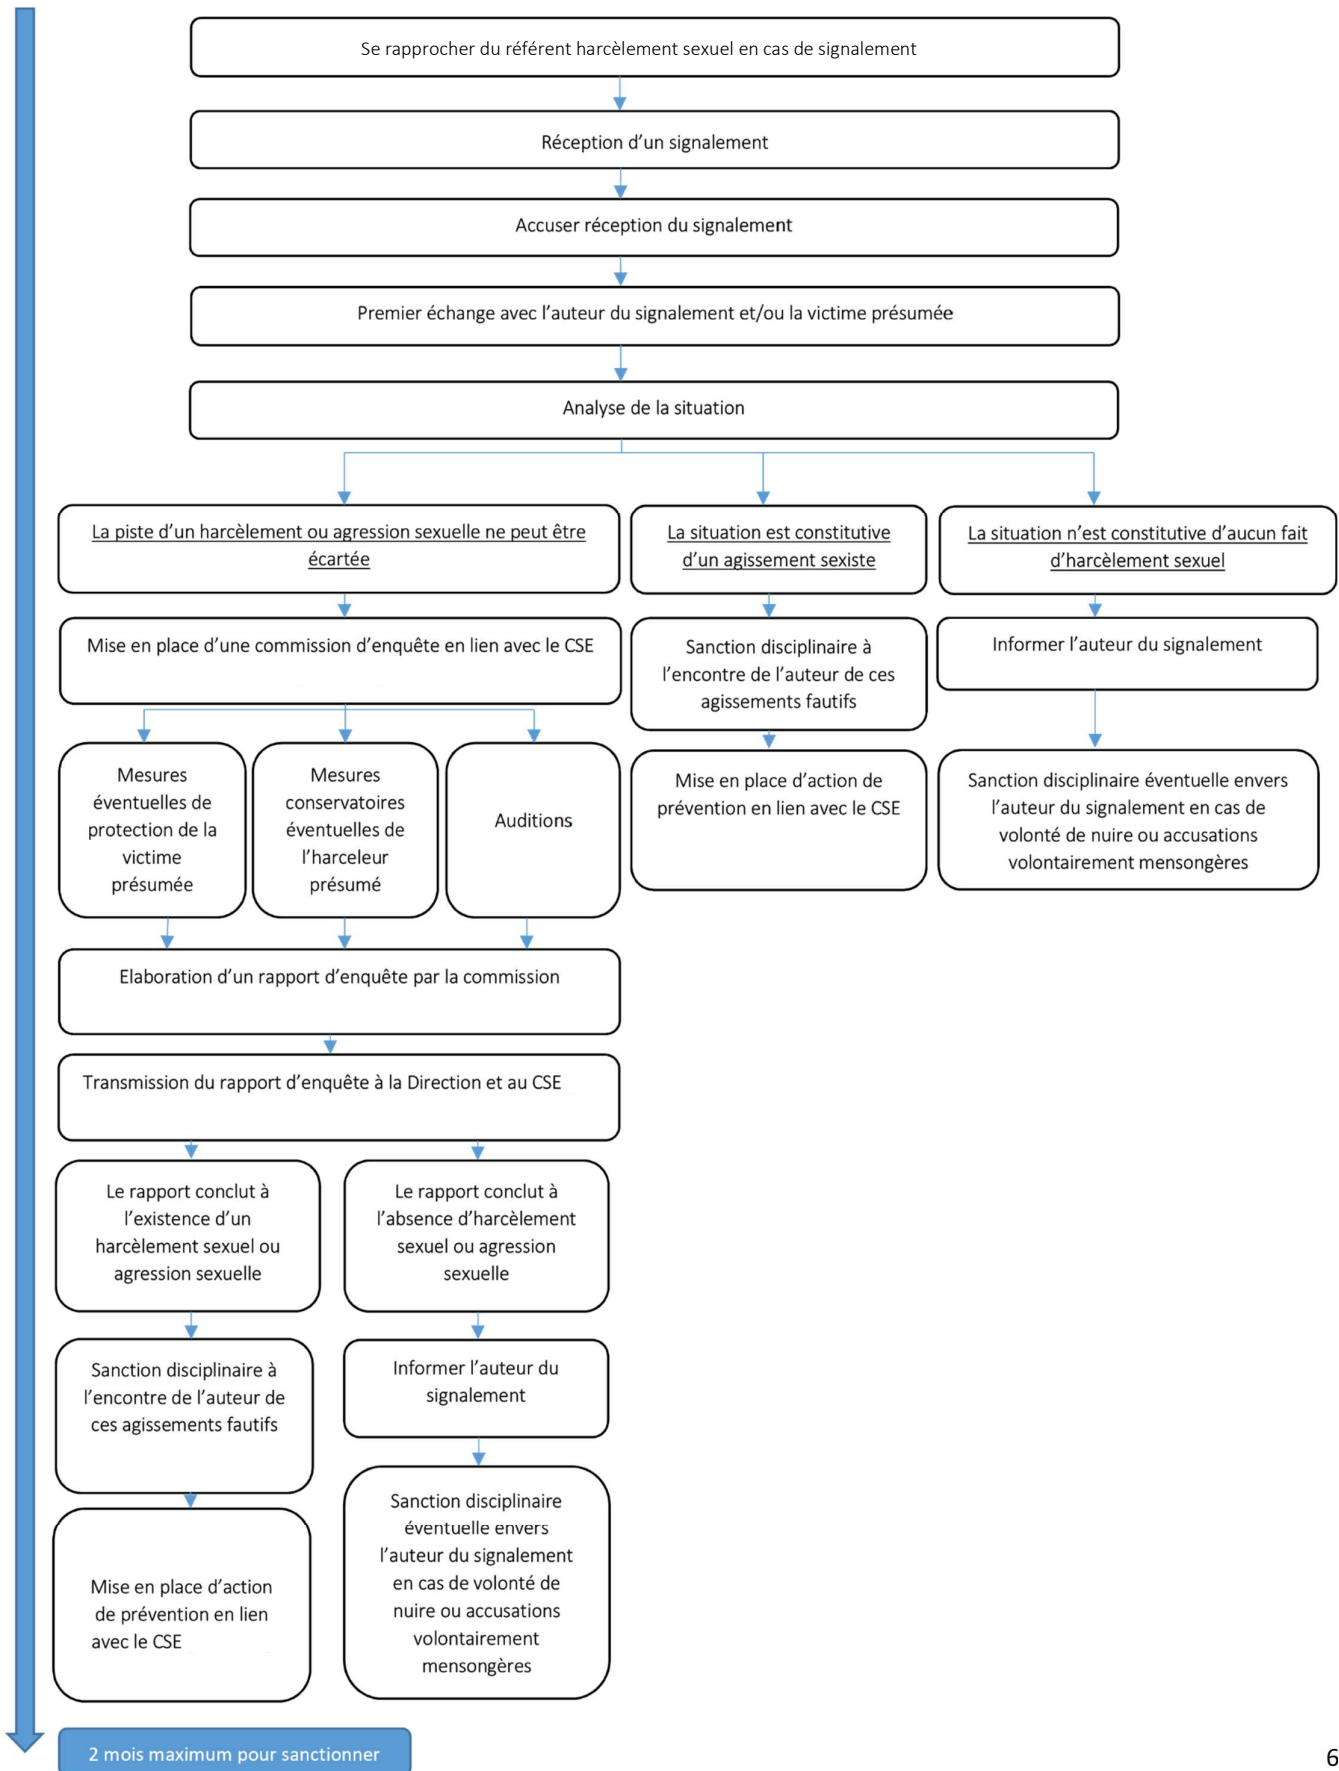 Se rapprocher du référent harcèlement sexuel en cas de signalement
Réception d'un signalement
Accuser réception du signalement
Premier échange avec l'auteur du signalement et/ou la victime présumée
Analyse de la situation
La piste d'un harcèlement ou agression sexuelle ne peut être
écartée
La situation est constitutive
d'un agissement sexiste
La situation n'est constitutive d'aucun fait
d'harcèlement sexuel
Mise en place d'une commission d'enquête en lien avec le CSE
Sanction disciplinaire à
l'encontre de l'auteur de ces
agissements fautifs
Informer l'auteur du signalement
Mesures
éventuelles de
protection de la
victime
présumée
Mesures
conservatoires
éventuelles de
l'harceleur
présumé
Auditions
Mise en place d'action de
prévention en lien avec le CSE
Sanction disciplinaire éventuelle envers
l'auteur du signalement en cas de
volonté de nuire ou accusations
volontairement mensongères
Elaboration d'un rapport d'enquête par la commission
Transmission du rapport d'enquête à la Direction et au CSE
Le rapport conclut à
l'existence d'un
harcèlement sexuel ou
agression sexuelle
Le rapport conclut à
l'absence d'harcèlement
sexuel ou agression
sexuelle
Sanction disciplinaire à
l'encontre de l'auteur de
ces agissements fautifs
Informer l'auteur du
signalement
Mise en place d'action
de prévention en lien
avec le CSE
Sanction disciplinaire
éventuelle envers
l'auteur du signalement
en cas de volonté de
nuire ou accusations
volontairement
mensongères
2 mois maximum pour sanctionner
6